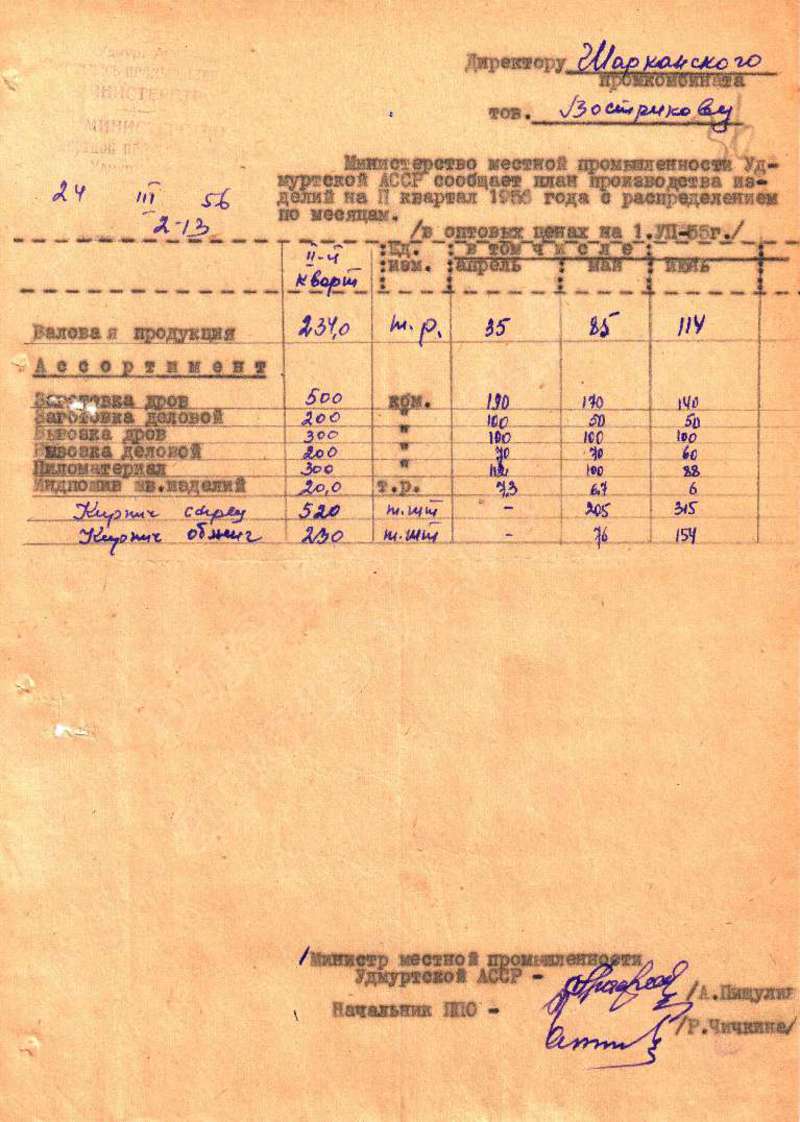 Директору Шарканского
промкомбината
тов. Вострикову
24 III 56
2-13
Министерство местной промышленности Уд-
муртской АССР сообщает план производства из-
делий на II квартал 1956 года с распределением
по месяцам.
/в оптовых ценах на 1.УП-55г./
II-й кварт Ед. изм. в том числе апрель май июнь
Валовая продукция 234,0 т.р. 35 85 114
Ассортимент
Заготовка дров 500 кбм. 190 170 140
Заготовка деловой 200 " 100 50 50
Вывозка дров 300 " 100 100 100
Вывозка деловой 200 " 70 70 60
Пиломатериал 300 " 112 100 88
Индпошив шв.изделий 20,0 т.р. 7,3 6,7 6
Кирпич сырец 520 т.шт - 205 315
Кирпич обжиг 230 т.шт - 76 154
Министр местной промышленности
Удмуртской АССР - /А.Пищулин
Начальник ППО - /Р.Чичкина/